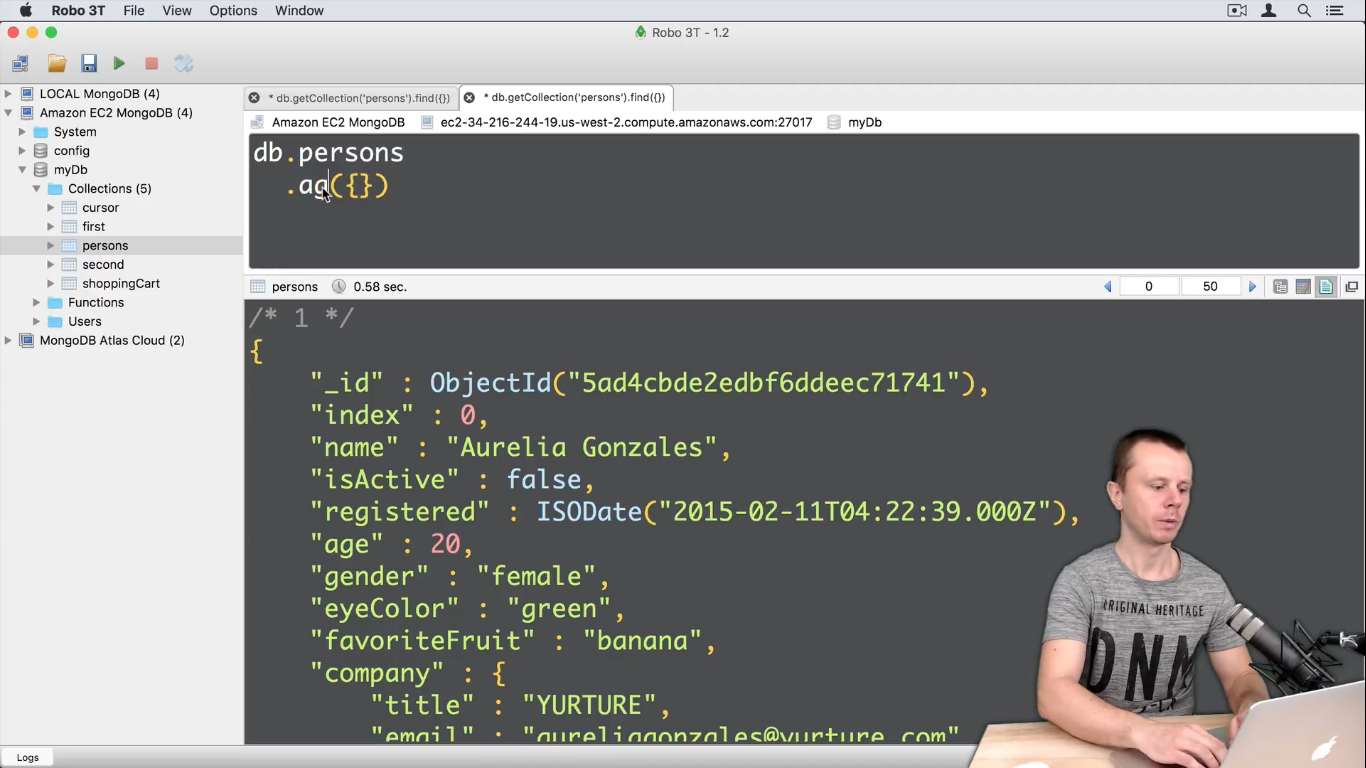 Robo 3T File View Options Window
Robo 3T - 1.2
LOCAL MongoDB (4)
Amazon EC2 MongoDB (4)
System
config
myDb
Collections (5)
cursor
first
persons
second
shoppingCart
Functions
Users
MongoDB Atlas Cloud (2)
* db.getCollection('persons').find({}) * db.getCollection('persons').find({})
Amazon EC2 MongoDB ec2-34-216-244-19.us-west-2.compute.amazonaws.com:27017 myDb
db.persons
.ag({})
persons 0.58 sec. 0 50
/* 1 */
{
"_id" : ObjectId("5ad4cbde2edbf6ddeec71741"),
"index" : 0,
"name" : "Aurelia Gonzales",
"isActive" : false,
"registered" : ISODate("2015-02-11T04:22:39.000Z"),
"age" : 20,
"gender" : "female",
"eyeColor" : "green",
"favoriteFruit" : "banana",
"company" : {
"title" : "YURTURE",
"email" : "aureliagonzales@yurture.com"
Logs
ORIGINAL HERITAGE
DNM